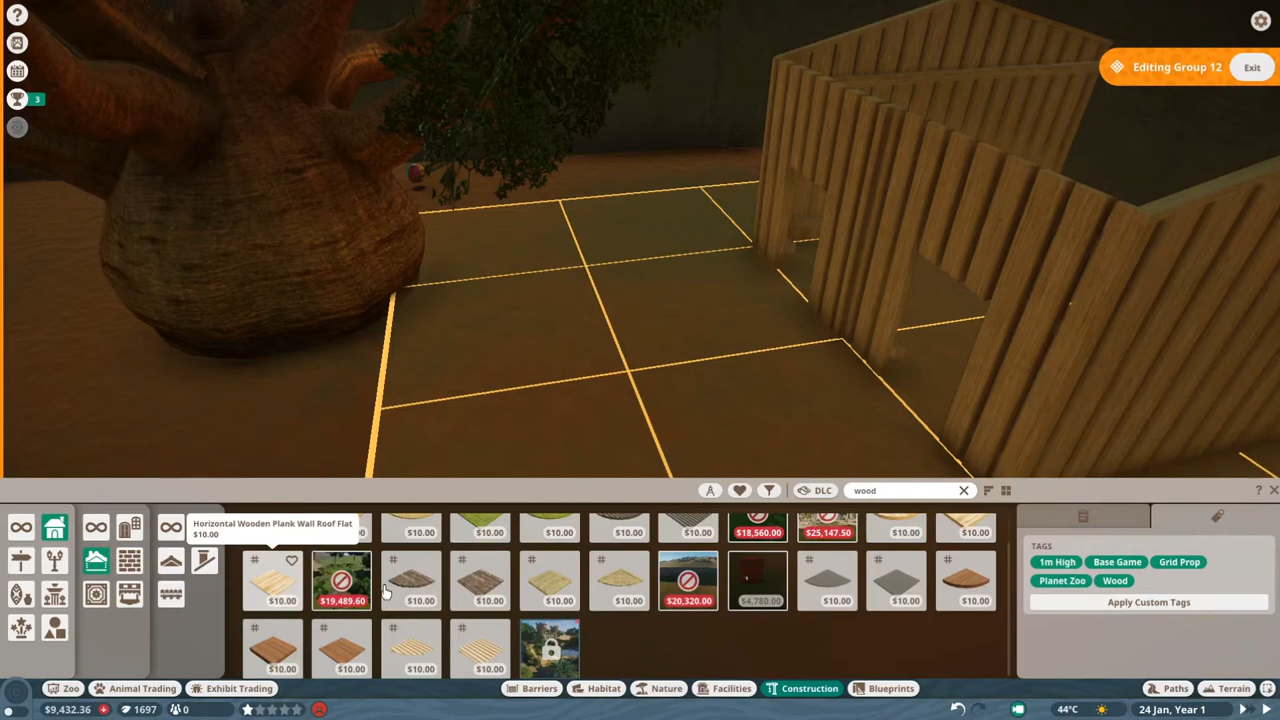 ?
Editing Group 12
Exit
3
DLC
wood
?
Horizontal Wooden Plank Wall Roof Flat
$10.00
$10.00
$10.00
$10.00
$10.00
$10.00
$18,560.00
$25,147.50
$10.00
$10.00
$10.00
$19,489.60
$10.00
$10.00
$10.00
$10.00
$20,320.00
$4,780.00
$10.00
$10.00
$10.00
$10.00
$10.00
$10.00
$10.00
TAGS
1m High
Base Game
Grid Prop
Planet Zoo
Wood
Apply Custom Tags
Zoo
Animal Trading
Exhibit Trading
Barriers
Habitat
Nature
Facilities
Construction
Blueprints
Paths
Terrain
$9,432.36
1697
0
44°C
24 Jan, Year 1